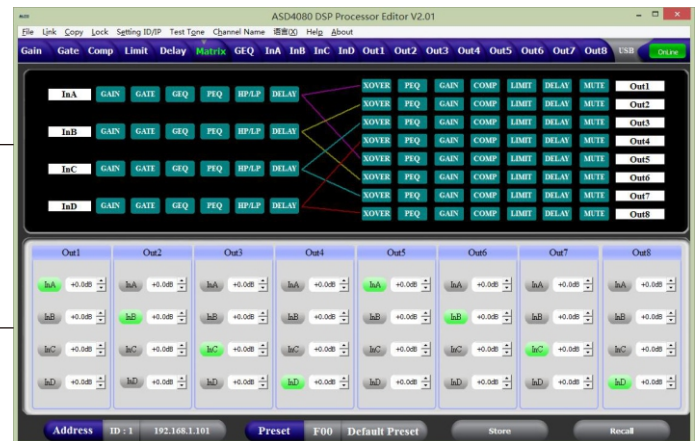 ASD4080 DSP Processor Editor V2.01
File Link Copy Lock Setting ID/IP Test Tone Channel Name 语言(X) Help About
Gain Gate Comp Limit Delay Matrix GEQ InA InB InC InD Out1 Out2 Out3 Out4 Out5 Out6 Out7 Out8 USB OnLine
XOVER PEQ GAIN COMP LIMIT DELAY MUTE Out1
InA GAIN GATE GEQ PEQ HP/LP DELAY
XOVER PEQ GAIN COMP LIMIT DELAY MUTE Out2
XOVER PEQ GAIN COMP LIMIT DELAY MUTE Out3
InB GAIN GATE GEQ PEQ HP/LP DELAY
XOVER PEQ GAIN COMP LIMIT DELAY MUTE Out4
XOVER PEQ GAIN COMP LIMIT DELAY MUTE Out5
InC GAIN GATE GEQ PEQ HP/LP DELAY
XOVER PEQ GAIN COMP LIMIT DELAY MUTE Out6
XOVER PEQ GAIN COMP LIMIT DELAY MUTE Out7
InD GAIN GATE GEQ PEQ HP/LP DELAY
XOVER PEQ GAIN COMP LIMIT DELAY MUTE Out8
Out1 Out2 Out3 Out4 Out5 Out6 Out7 Out8
InA +0.0dB InA +0.0dB InA +0.0dB InA +0.0dB InA +0.0dB InA +0.0dB InA +0.0dB InA +0.0dB
InB +0.0dB InB +0.0dB InB +0.0dB InB +0.0dB InB +0.0dB InB +0.0dB InB +0.0dB InB +0.0dB
InC +0.0dB InC +0.0dB InC +0.0dB InC +0.0dB InC +0.0dB InC +0.0dB InC +0.0dB InC +0.0dB
InD +0.0dB InD +0.0dB InD +0.0dB InD +0.0dB InD +0.0dB InD +0.0dB InD +0.0dB InD +0.0dB
Address ID : 1 192.168.1.101 Preset F00 Default Preset Store Recall